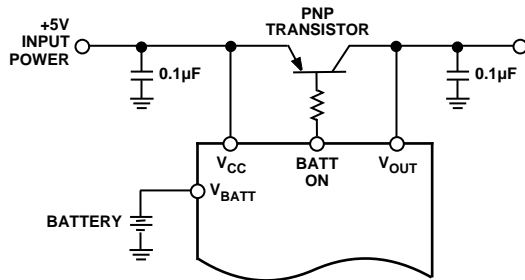 PNP
TRANSISTOR
+5V
INPUT
POWER
0.1µF
0.1µF
VCC
BATT
ON
VOUT
VBATT
BATTERY